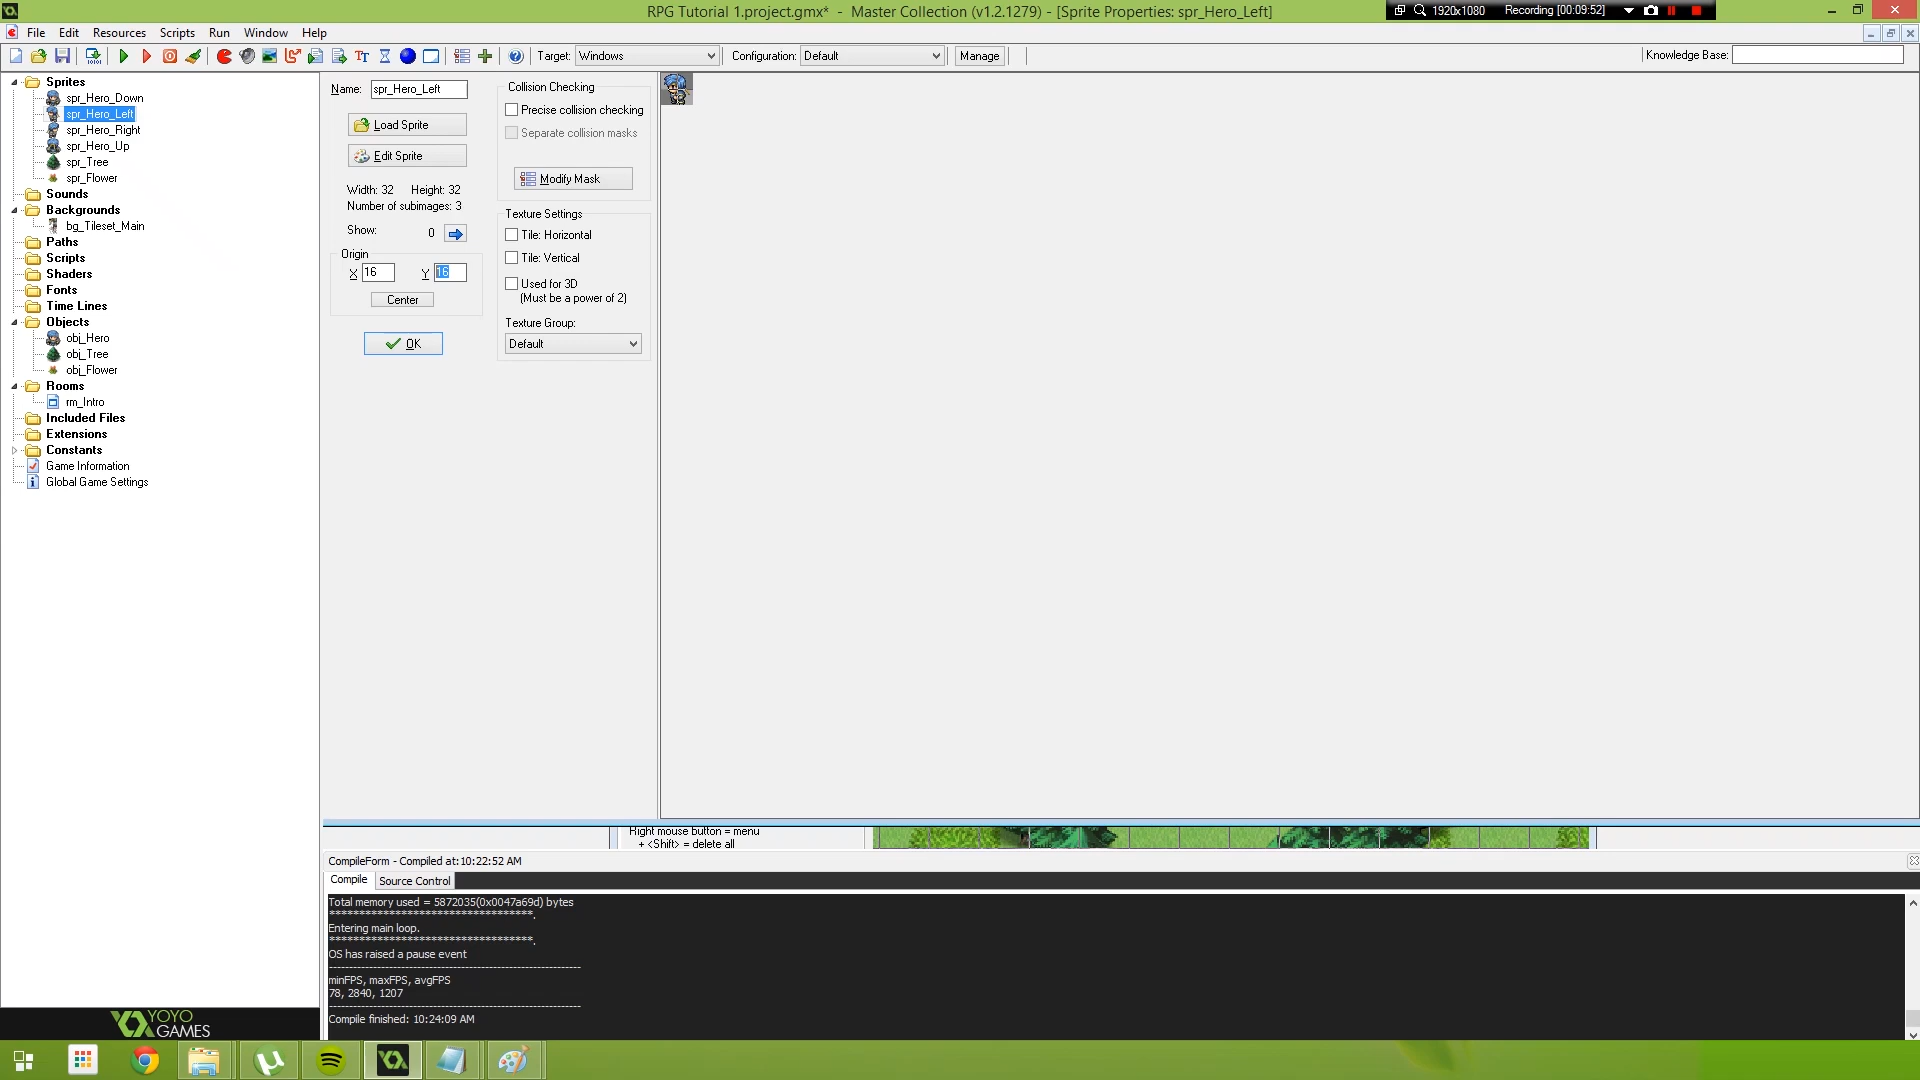 RPG Tutorial 1.project.gmx* - Master Collection (v1.2.1279) - [Sprite Properties: spr_Hero_Left]
1920x1080 Recording [00:09:52]
File Edit Resources Scripts Run Window Help
Target: Windows Configuration: Default Manage Knowledge Base:
Sprites
spr_Hero_Down
spr_Hero_Left
spr_Hero_Right
spr_Hero_Up
spr_Tree
spr_Flower
Sounds
Backgrounds
bg_Tileset_Main
Paths
Scripts
Shaders
Fonts
Time Lines
Objects
obj_Hero
obj_Tree
obj_Flower
Rooms
rm_Intro
Included Files
Extensions
Constants
Game Information
Global Game Settings
YOYO
GAMES
Name: spr_Hero_Left
Load Sprite
Edit Sprite
Width: 32 Height: 32
Number of subimages: 3
Show: 0
Origin
X 16 Y 16
Center
OK
Collision Checking
Precise collision checking
Separate collision masks
Modify Mask
Texture Settings
Tile: Horizontal
Tile: Vertical
Used for 3D
(Must be a power of 2)
Texture Group:
Default
Right mouse button = menu
+ <Shift> = delete all
CompileForm - Compiled at:10:22:52 AM
Compile Source Control
Total memory used = 5872035(0x0047a69d) bytes
**********************************.
Entering main loop.
**********************************.
OS has raised a pause event
---------------------------------------------------------------
minFPS, maxFPS, avgFPS
78, 2840, 1207
---------------------------------------------------------------
Compile finished: 10:24:09 AM